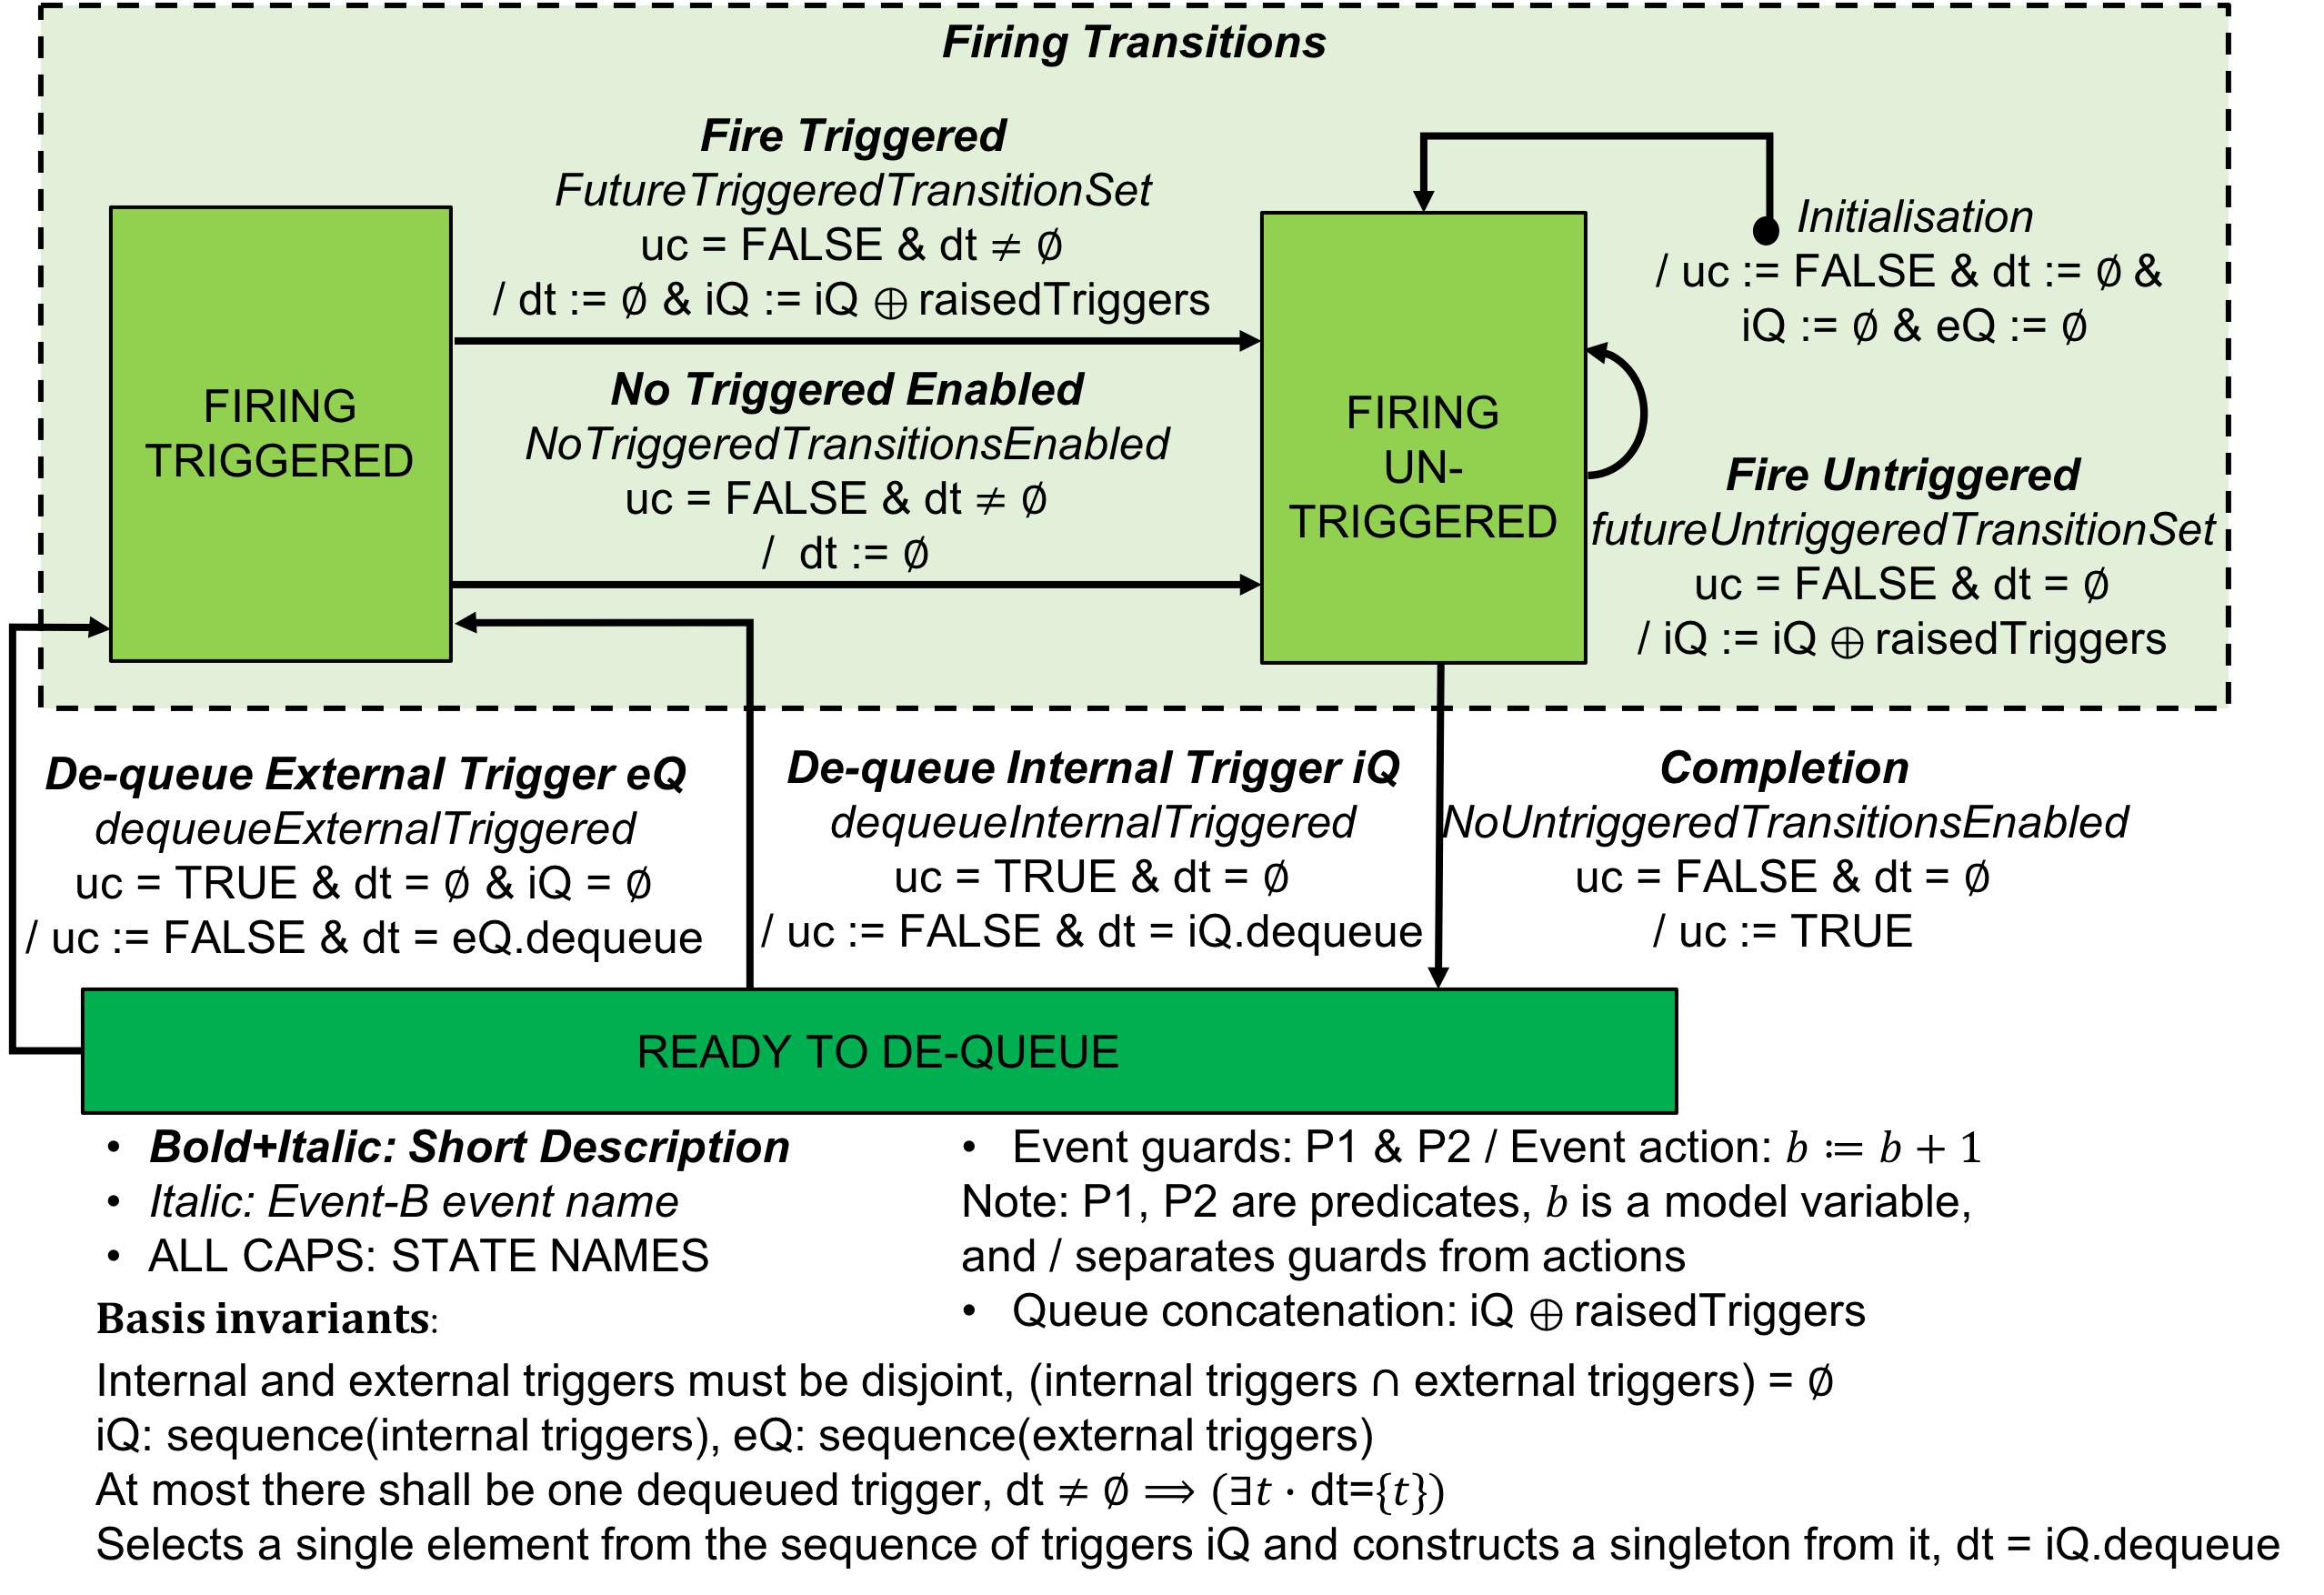 Firing Transitions
Fire Triggered
FutureTriggeredTransitionSet
uc = FALSE & dt ≠ ∅
/ dt := ∅ & iQ := iQ ⊕ raisedTriggers
Initialisation
/ uc := FALSE & dt := ∅ &
iQ := ∅ & eQ := ∅
FIRING
TRIGGERED
No Triggered Enabled
NoTriggeredTransitionsEnabled
uc = FALSE & dt ≠ ∅
/ dt := ∅
FIRING
UN-
TRIGGERED
Fire Untriggered
futureUntriggeredTransitionSet
uc = FALSE & dt = ∅
/ iQ := iQ ⊕ raisedTriggers
De-queue External Trigger eQ
dequeueExternalTriggered
uc = TRUE & dt = ∅ & iQ = ∅
/ uc := FALSE & dt = eQ.dequeue
De-queue Internal Trigger iQ
dequeueInternalTriggered
uc = TRUE & dt = ∅
/ uc := FALSE & dt = iQ.dequeue
Completion
NoUntriggeredTransitionsEnabled
uc = FALSE & dt = ∅
/ uc := TRUE
READY TO DE-QUEUE
• Bold+Italic: Short Description
• Italic: Event-B event name
• ALL CAPS: STATE NAMES
• Event guards: P1 & P2 / Event action: b ≔ b + 1
Note: P1, P2 are predicates, b is a model variable,
and / separates guards from actions
• Queue concatenation: iQ ⊕ raisedTriggers
Basis invariants:
Internal and external triggers must be disjoint, (internal triggers ∩ external triggers) = ∅
iQ: sequence(internal triggers), eQ: sequence(external triggers)
At most there shall be one dequeued trigger, dt ≠ ∅ ⟹ (∃t · dt={t})
Selects a single element from the sequence of triggers iQ and constructs a singleton from it, dt = iQ.dequeue